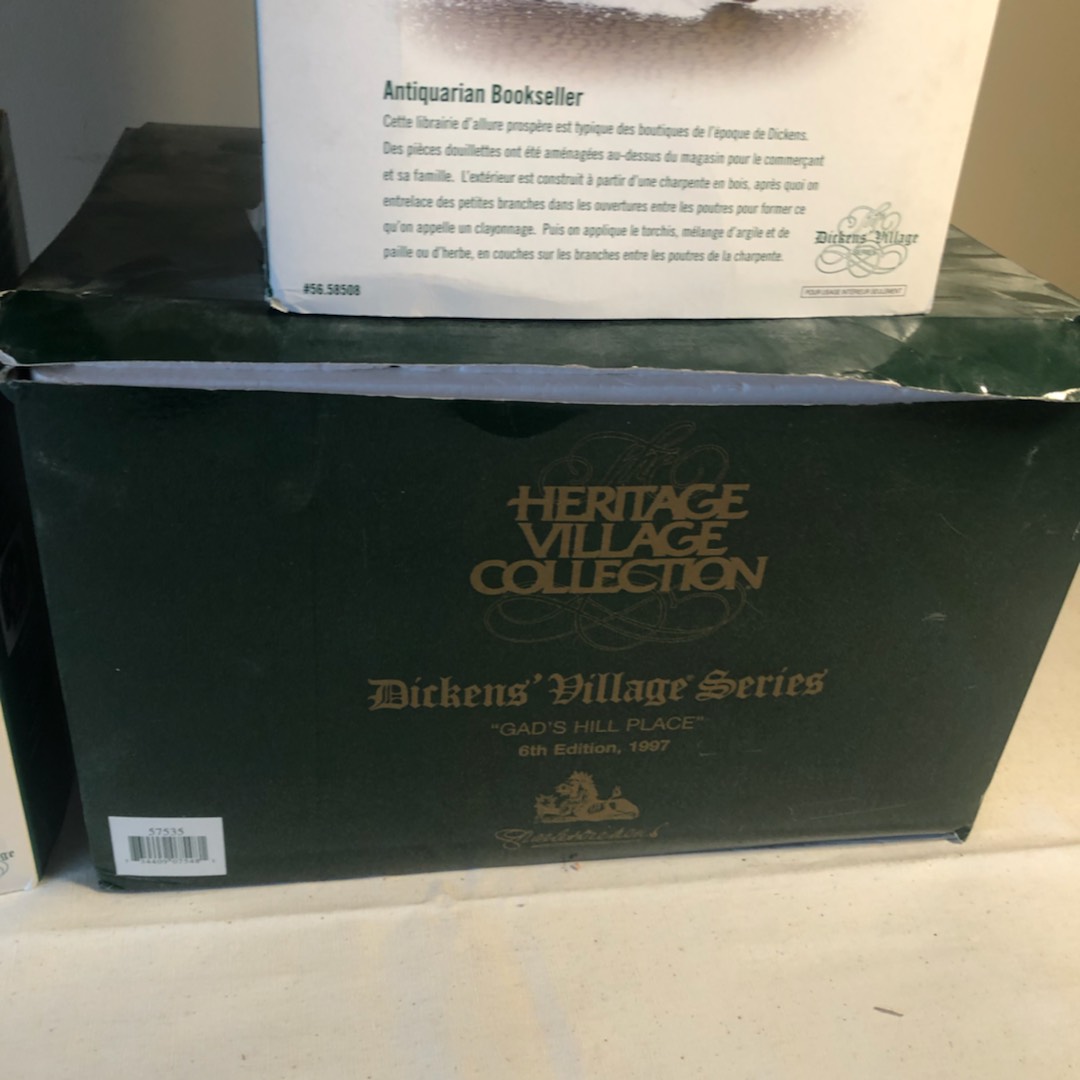 Antiquarian Bookseller
Cette librairie d'allure prospère est typique des boutiques de l'époque de Dickens.
Des pièces douillettes ont été aménagées au-dessus du magasin pour le commerçant
et sa famille. L'extérieur est construit à partir d'une charpente en bois, après quoi on
entrelace des petites branches dans les ouvertures entre les poutres pour former ce
qu'on appelle un clayonnage. Puis on applique le torchis, mélange d'argile et de
paille ou d'herbe, en couches sur les branches entre les poutres de la charpente.
Dickens Village
SERIES
#56.58508
POUR USAGE INTÉRIEUR SEULEMENT
The
HERITAGE
VILLAGE
COLLECTION
Dickens' Village Series
"GAD'S HILL PLACE"
6th Edition, 1997
57535